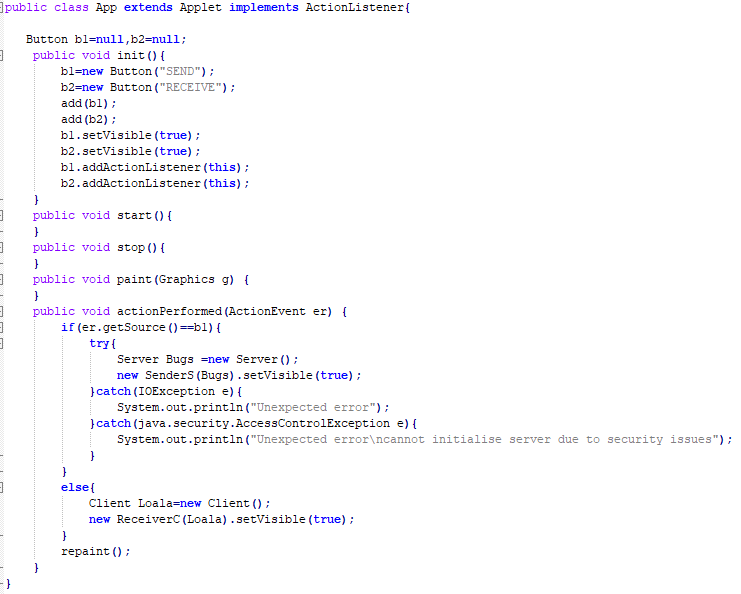 public class App extends Applet implements ActionListener{
Button b1=null,b2=null;
public void init(){
b1=new Button("SEND");
b2=new Button("RECEIVE");
add(b1);
add(b2);
b1.setVisible(true);
b2.setVisible(true);
b1.addActionListener(this);
b2.addActionListener(this);
}
public void start(){
}
public void stop(){
}
public void paint(Graphics g) {
}
public void actionPerformed(ActionEvent er) {
if(er.getSource()==b1){
try{
Server Bugs =new Server();
new SenderS(Bugs).setVisible(true);
}catch(IOException e){
System.out.println("Unexpected error");
}catch(java.security.AccessControlException e){
System.out.println("Unexpected error\ncannot initialise server due to security issues");
}
}
else{
Client Loala=new Client();
new ReceiverC(Loala).setVisible(true);
}
repaint();
}
}